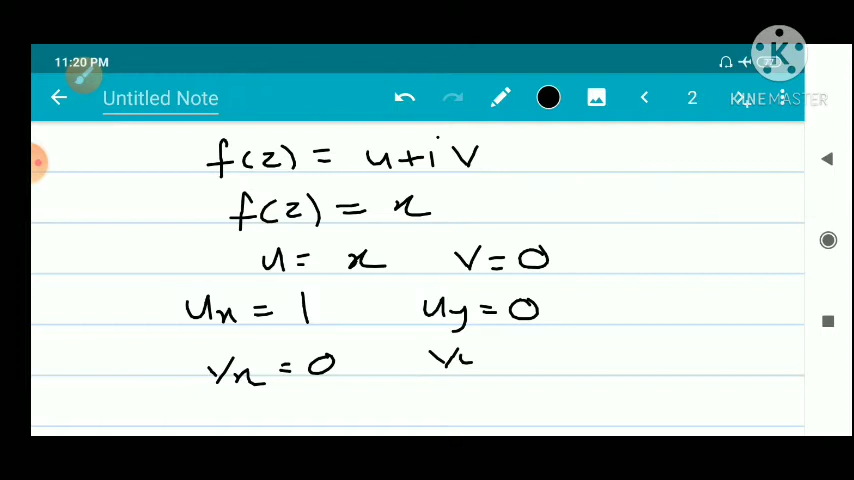 11:20 PM
Untitled Note
2
K
KINEMASTER
f(z) = u+iv
f(z) = x
u = x v = 0
ux = 1 uy = 0
vx = 0 v